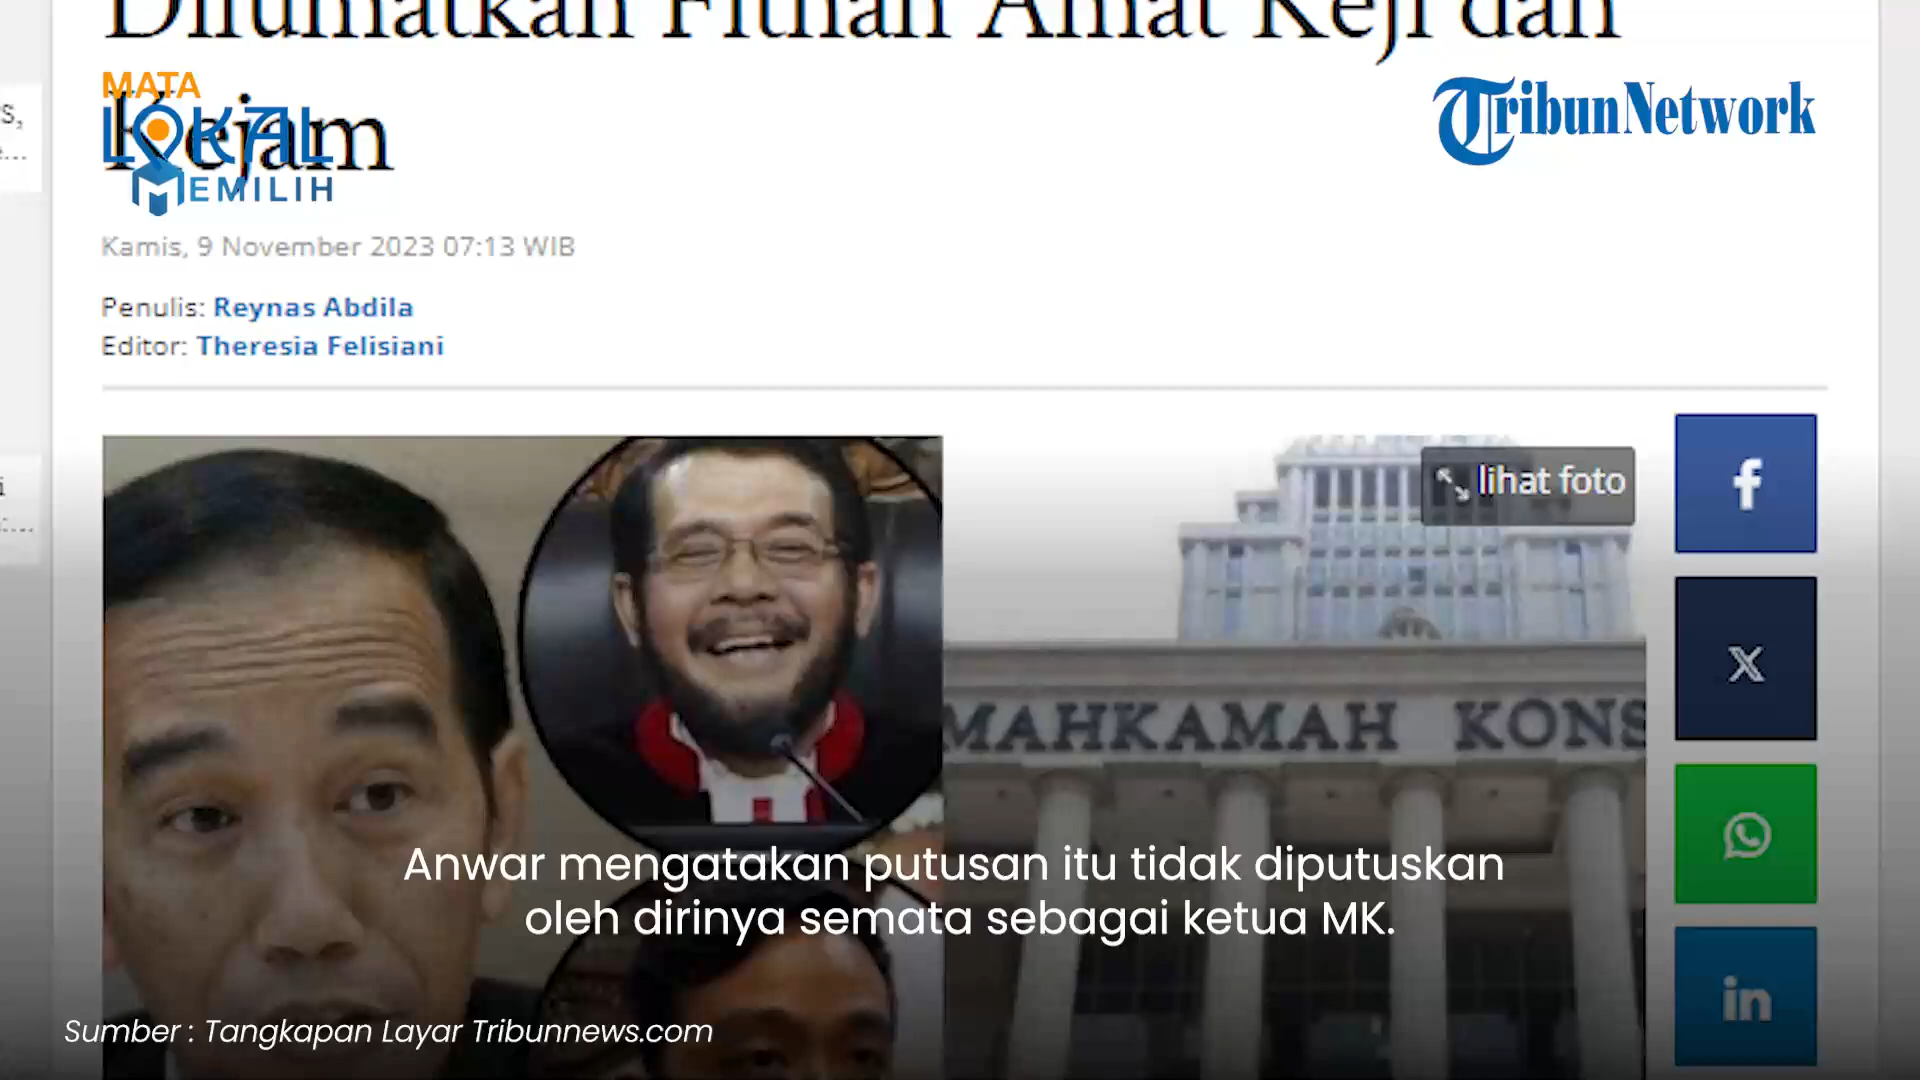 Dilumatkan Fitnah Amat Keji dan
Kejam
MATA
LOKAL
MEMILIH
TribunNetwork
Kamis, 9 November 2023 07:13 WIB
Penulis: Reynas Abdila
Editor: Theresia Felisiani
lihat foto
MAHKAMAH KONS
Anwar mengatakan putusan itu tidak diputuskan
oleh dirinya semata sebagai ketua MK.
Sumber : Tangkapan Layar Tribunnews.com